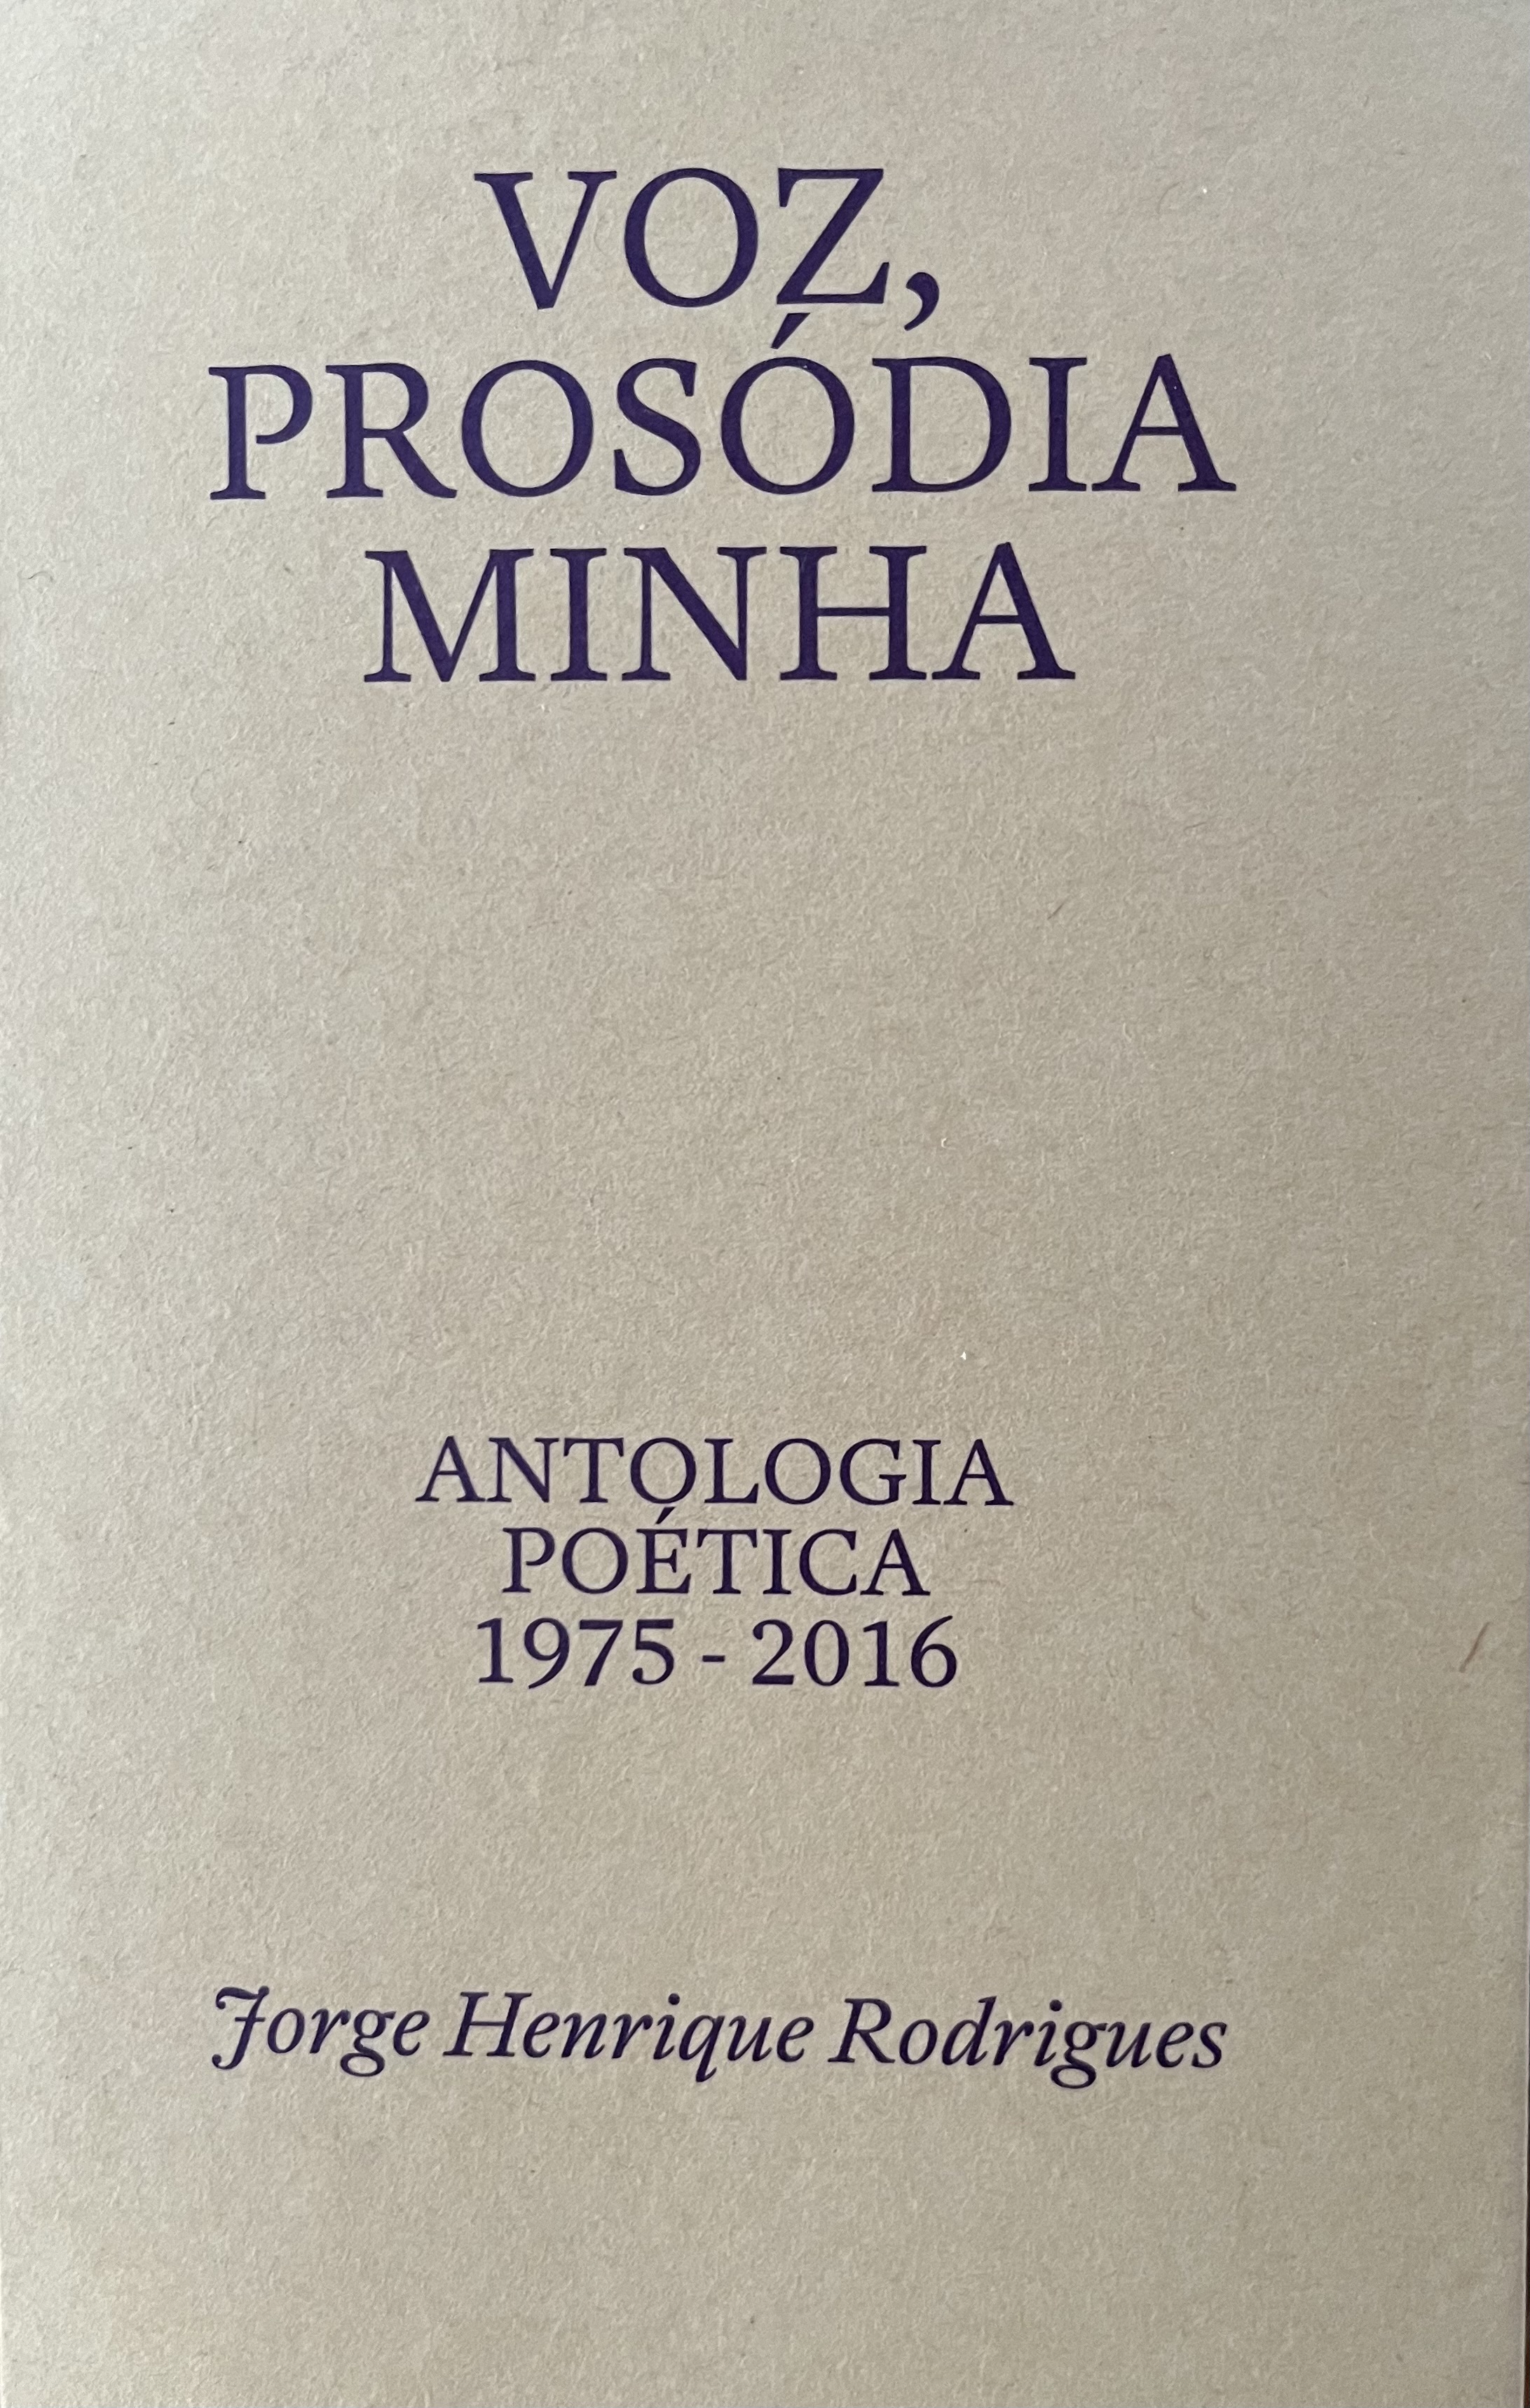 VOZ,
PROSÓDIA
MINHA
ANTOLOGIA
POÉTICA
1975 - 2016
Jorge Henrique Rodrigues